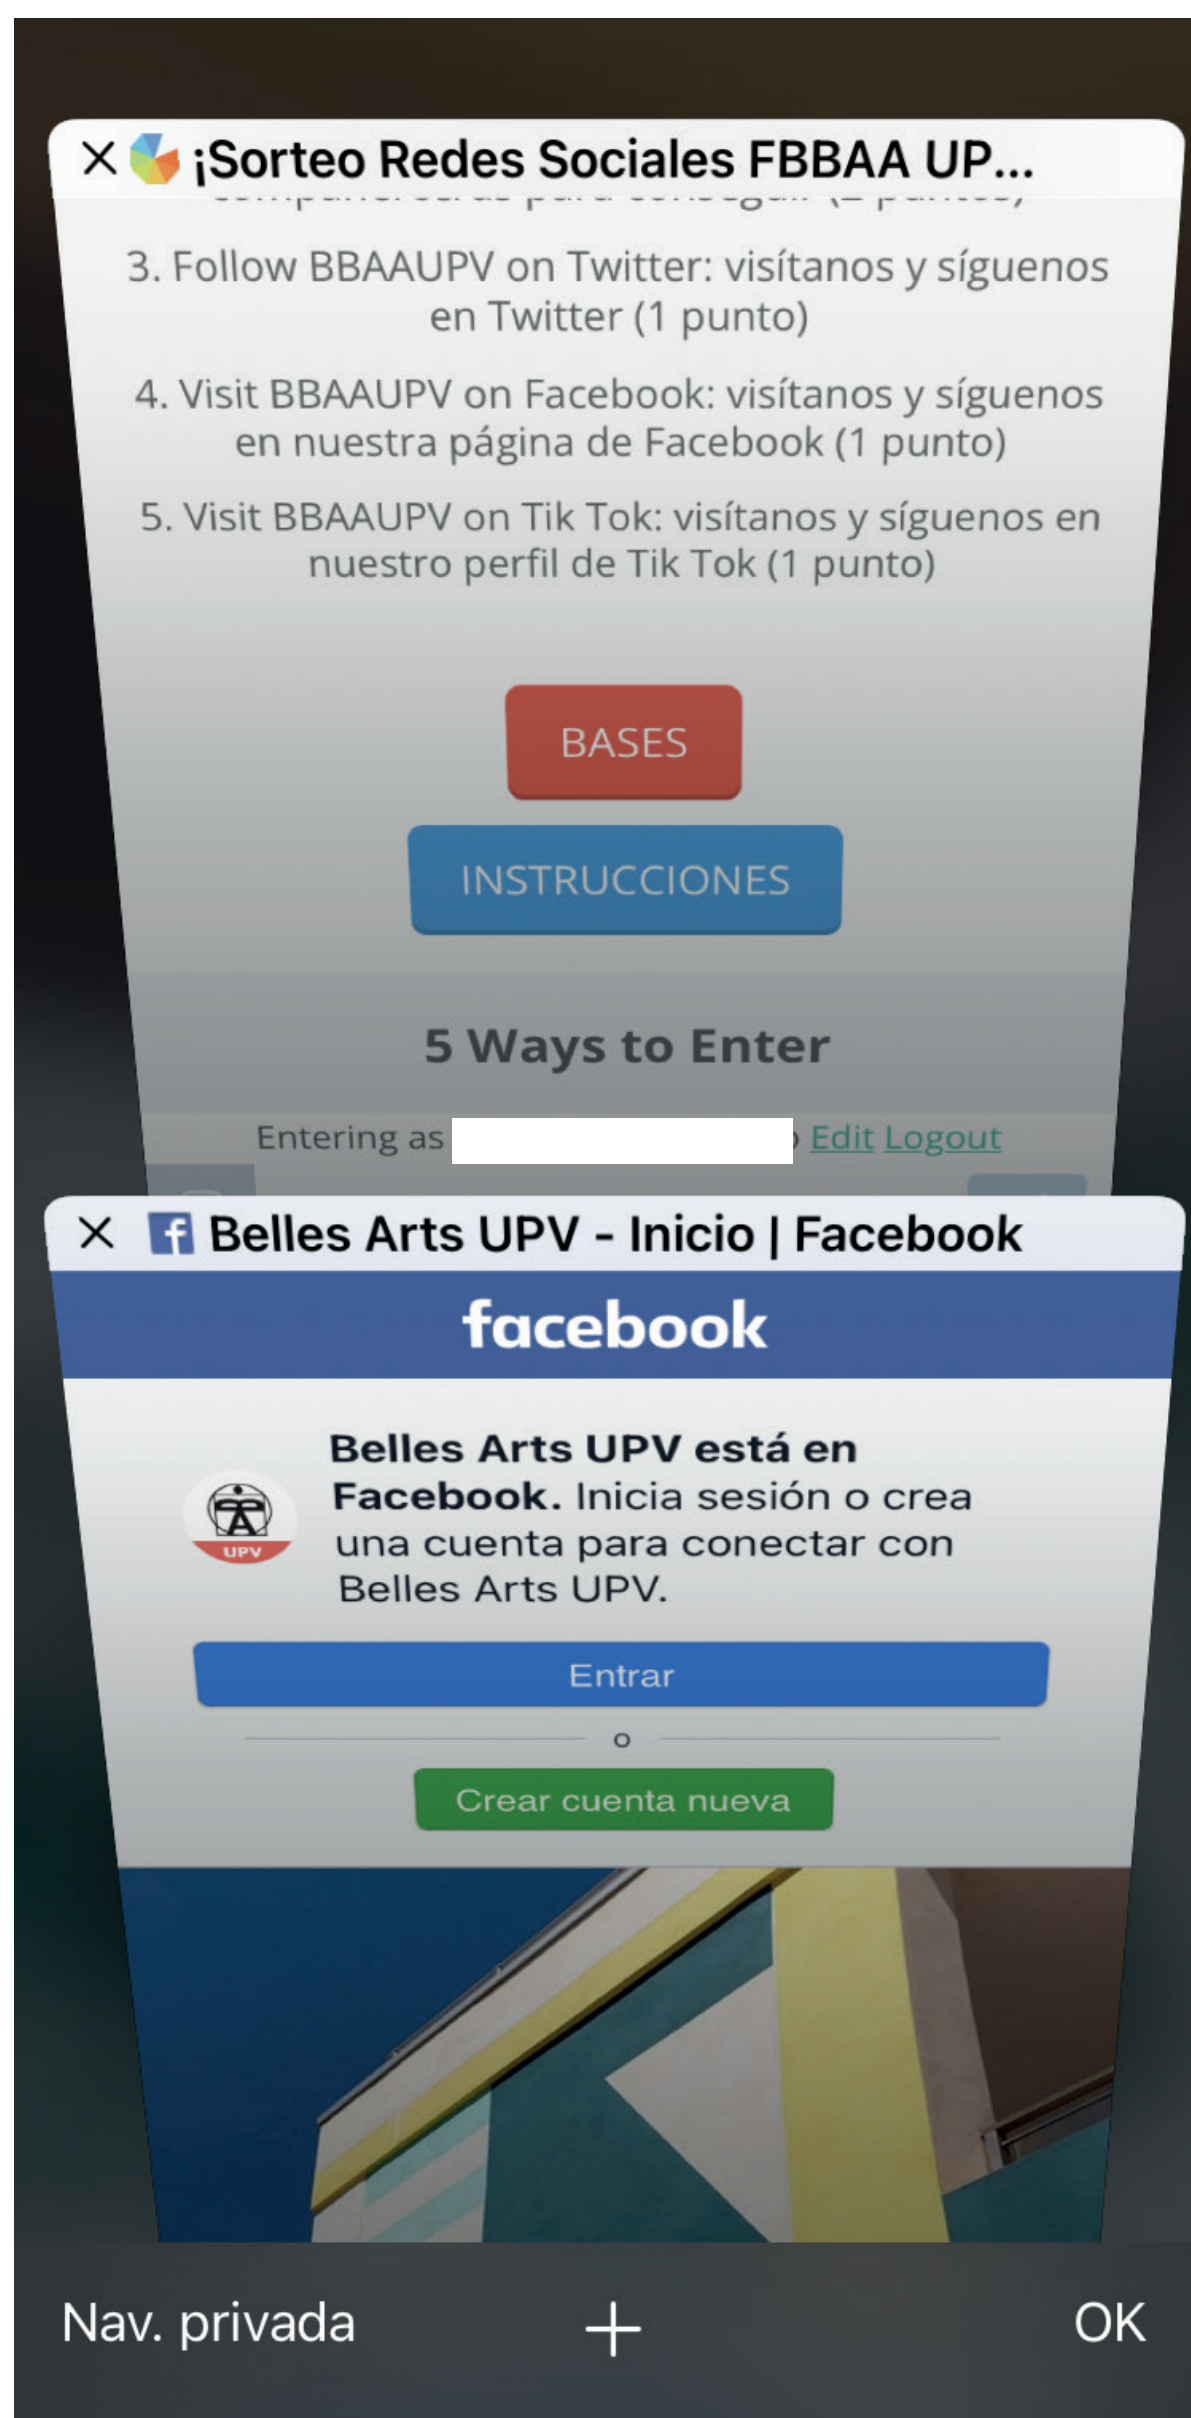 ¡Sorteo Redes Sociales FBBAA UP...
3. Follow BBAAUPV on Twitter: visítanos y síguenos
en Twitter (1 punto)
4. Visit BBAAUPV on Facebook: visítanos y síguenos
en nuestra página de Facebook (1 punto)
5. Visit BBAAUPV on Tik Tok: visítanos y síguenos en
nuestro perfil de Tik Tok (1 punto)
BASES
INSTRUCCIONES
5 Ways to Enter
Entering as
Edit Logout
Belles Arts UPV - Inicio | Facebook
facebook
Belles Arts UPV está en
Facebook. Inicia sesión o crea
una cuenta para conectar con
Belles Arts UPV.
UPV
Entrar
o
Crear cuenta nueva
Nav. privada
OK